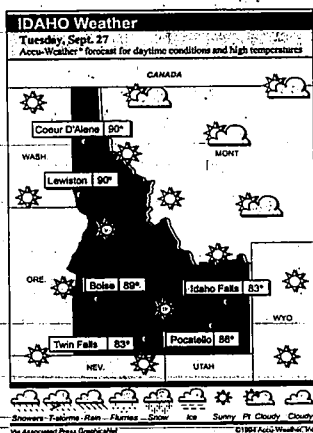 IDAHO Weather
Tuesday, Sept. 27
Accu-Weather® forecast for daytime conditions and high temperatures
CANADA
Coeur D'Alene 90°
WASH.
MONT
Lewiston 90°
ORE.
Boise 89°
Idaho Falls 83°
WYO
Twin Falls 83°
Pocatello 86°
NEV.
UTAH
Showers T-storms Rain Flurries Snow Ice Sunny Pt Cloudy Cloudy
Via Associated Press GraphicsNet
©1994 Accu-Weather, Inc.